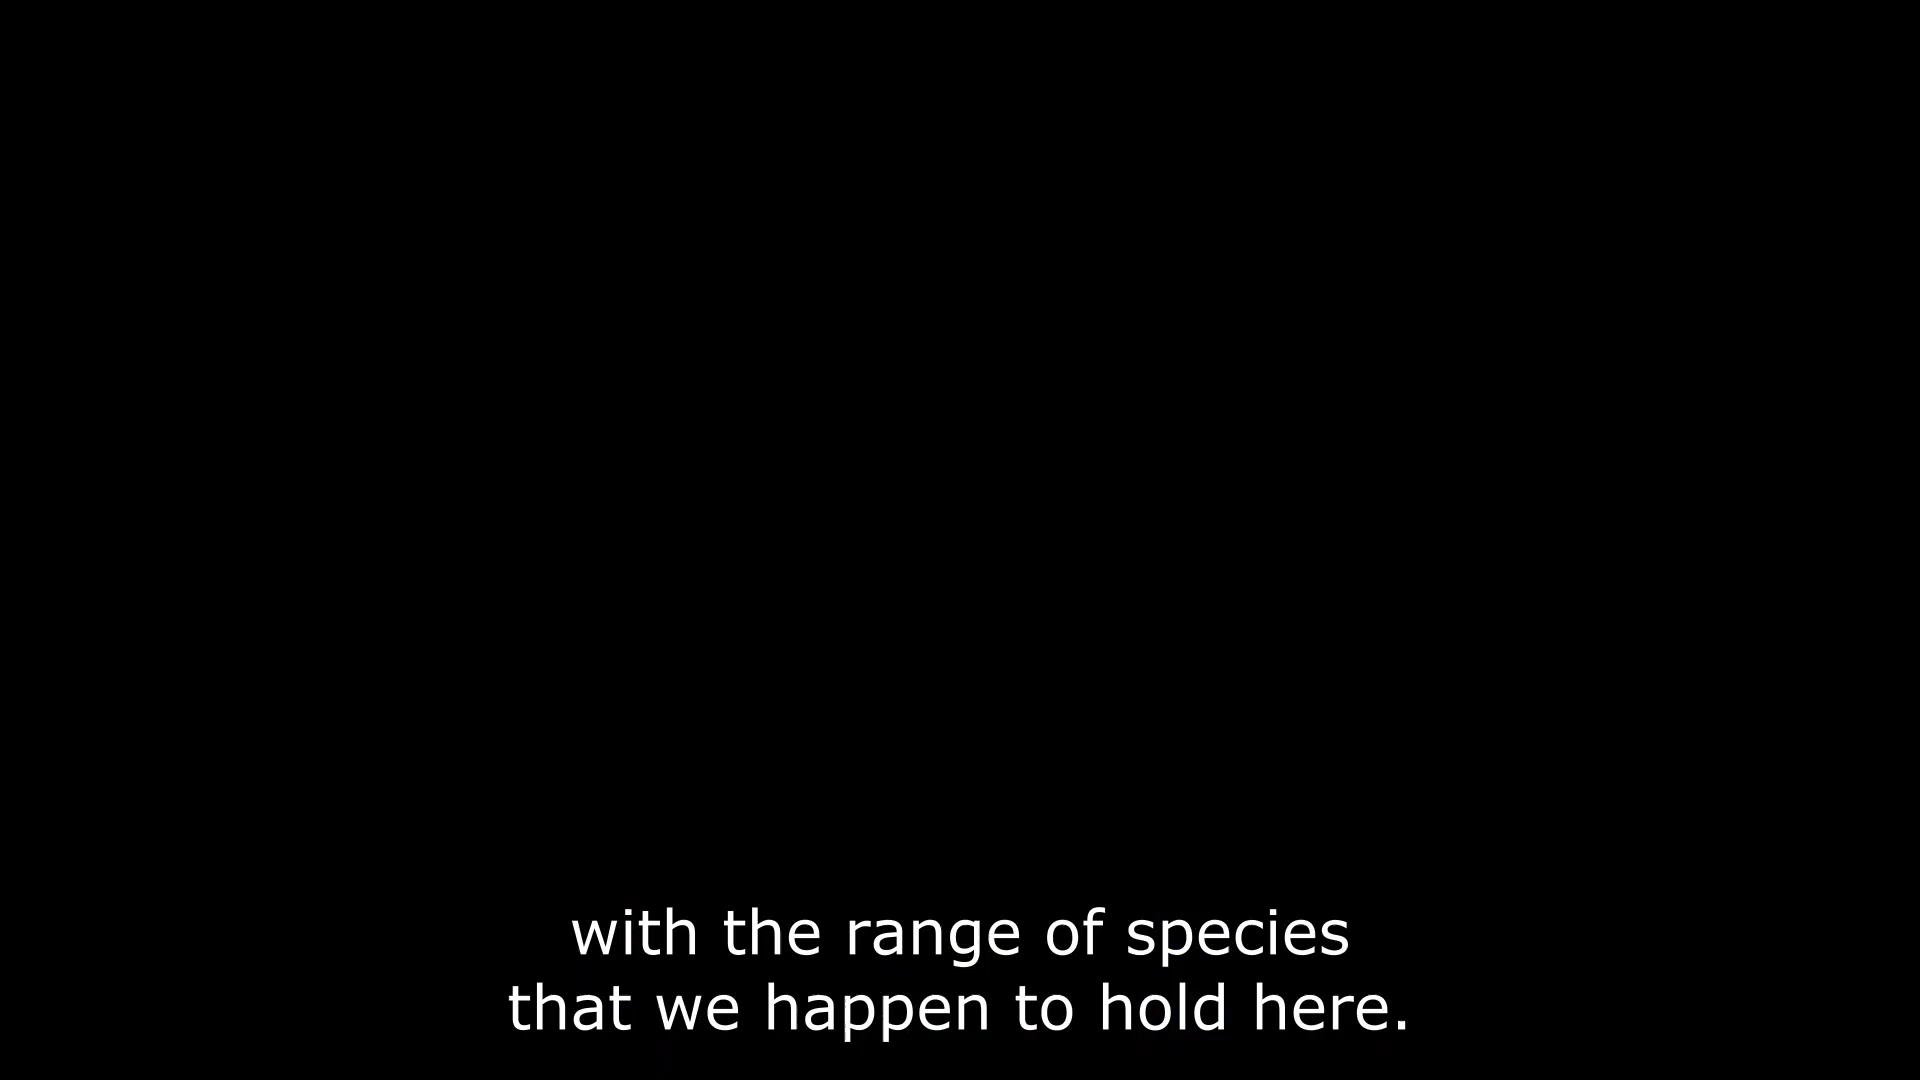 with the range of species
that we happen to hold here.